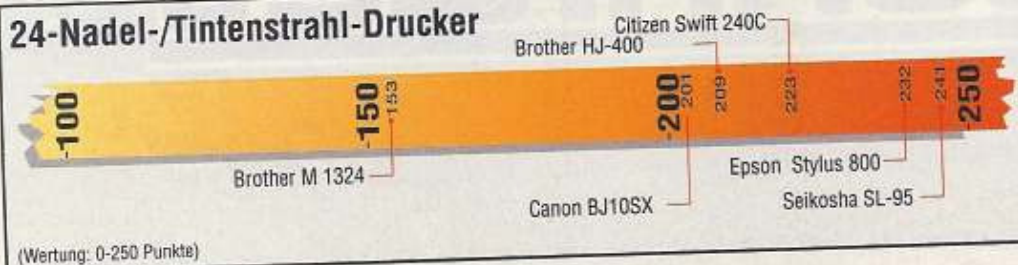 24-Nadel-/Tintenstrahl-Drucker
Citizen Swift 240C
Brother HJ-400
-100
-150
153
-200
201
209
223
232
241
-250
Brother M 1324
Epson Stylus 800
Canon BJ10SX
Seikosha SL-95
(Wertung: 0-250 Punkte)